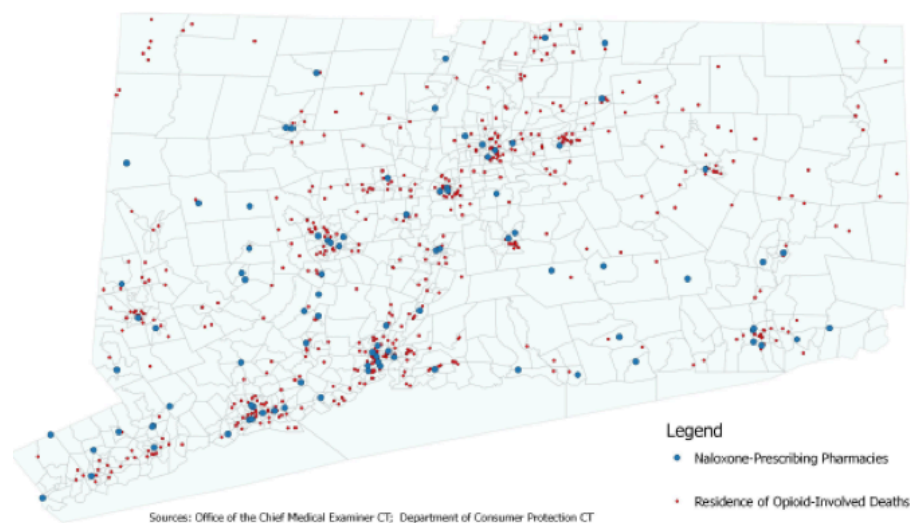 Legend
Naloxone-Prescribing Pharmacies
Residence of Opioid-Involved Deaths
Sources: Office of the Chief Medical Examiner CT; Department of Consumer Protection CT